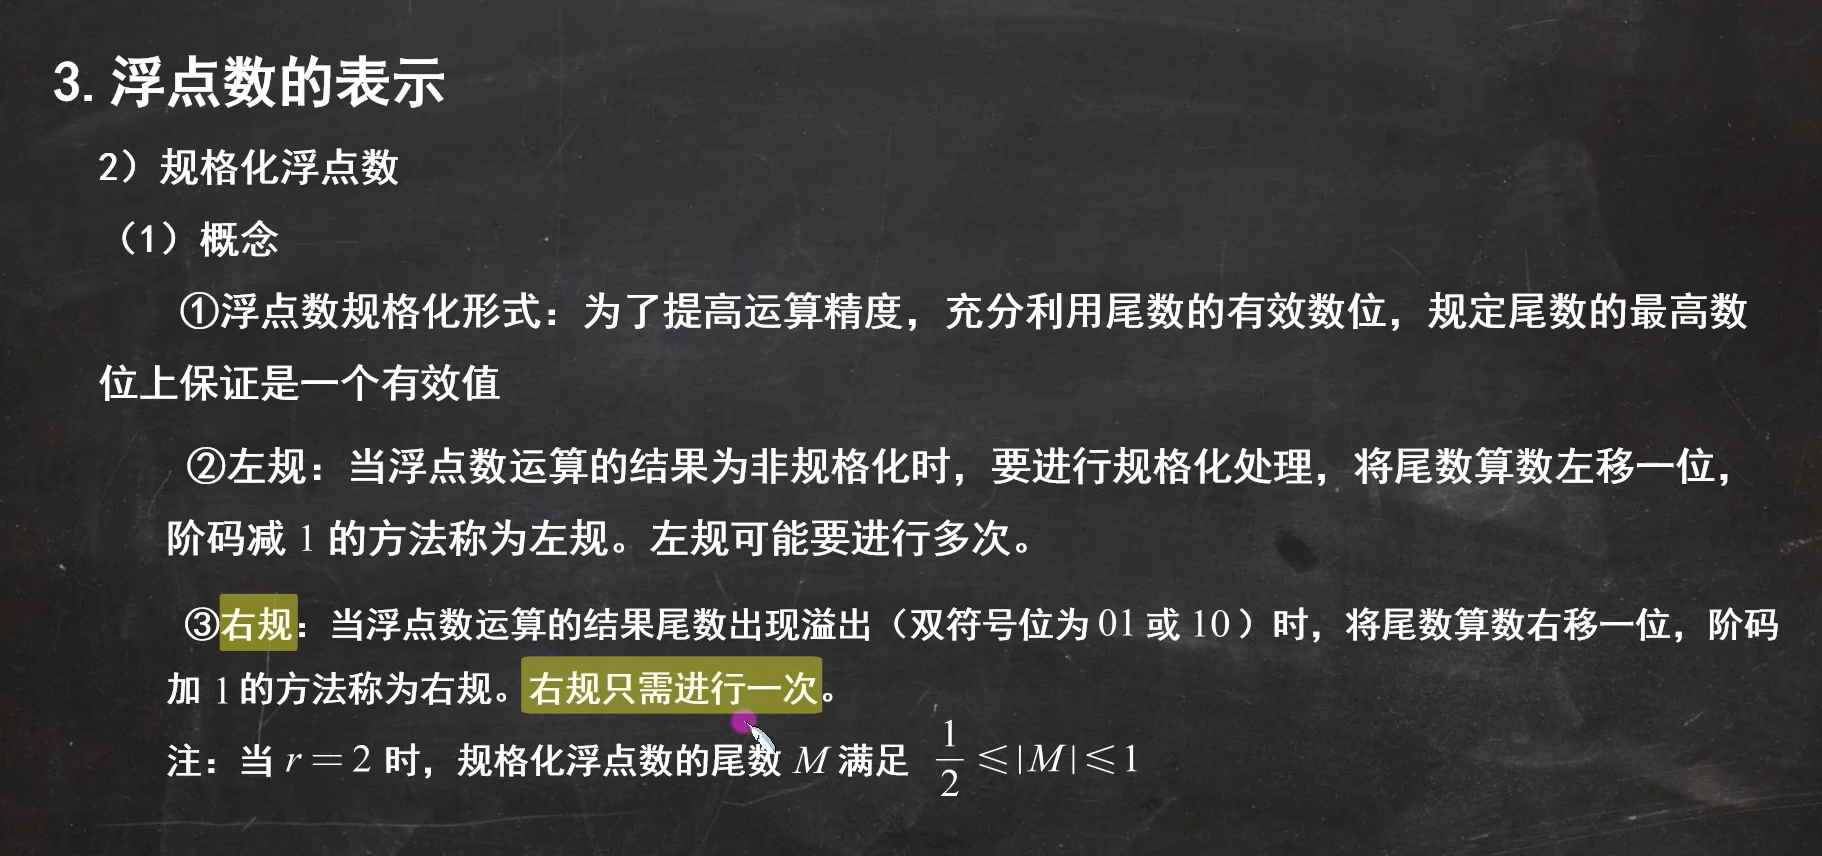 3. 浮点数的表示
2）规格化浮点数
（1）概念
①浮点数规格化形式：为了提高运算精度，充分利用尾数的有效数位，规定尾数的最高数
位上保证是一个有效值
②左规：当浮点数运算的结果为非规格化时，要进行规格化处理，将尾数算数左移一位，
阶码减 1 的方法称为左规。左规可能要进行多次。
③右规：当浮点数运算的结果尾数出现溢出（双符号位为 01 或 10）时，将尾数算数右移一位，阶码
加 1 的方法称为右规。右规只需进行一次。
注：当 r = 2 时，规格化浮点数的尾数 M 满足 1/2 ≤ |M| ≤ 1